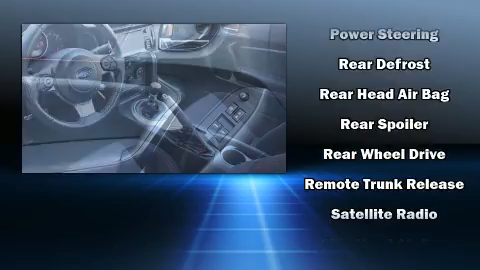 Power Steering
Rear Defrost
Rear Head Air Bag
Rear Spoiler
Rear Wheel Drive
Remote Trunk Release
Satellite Radio